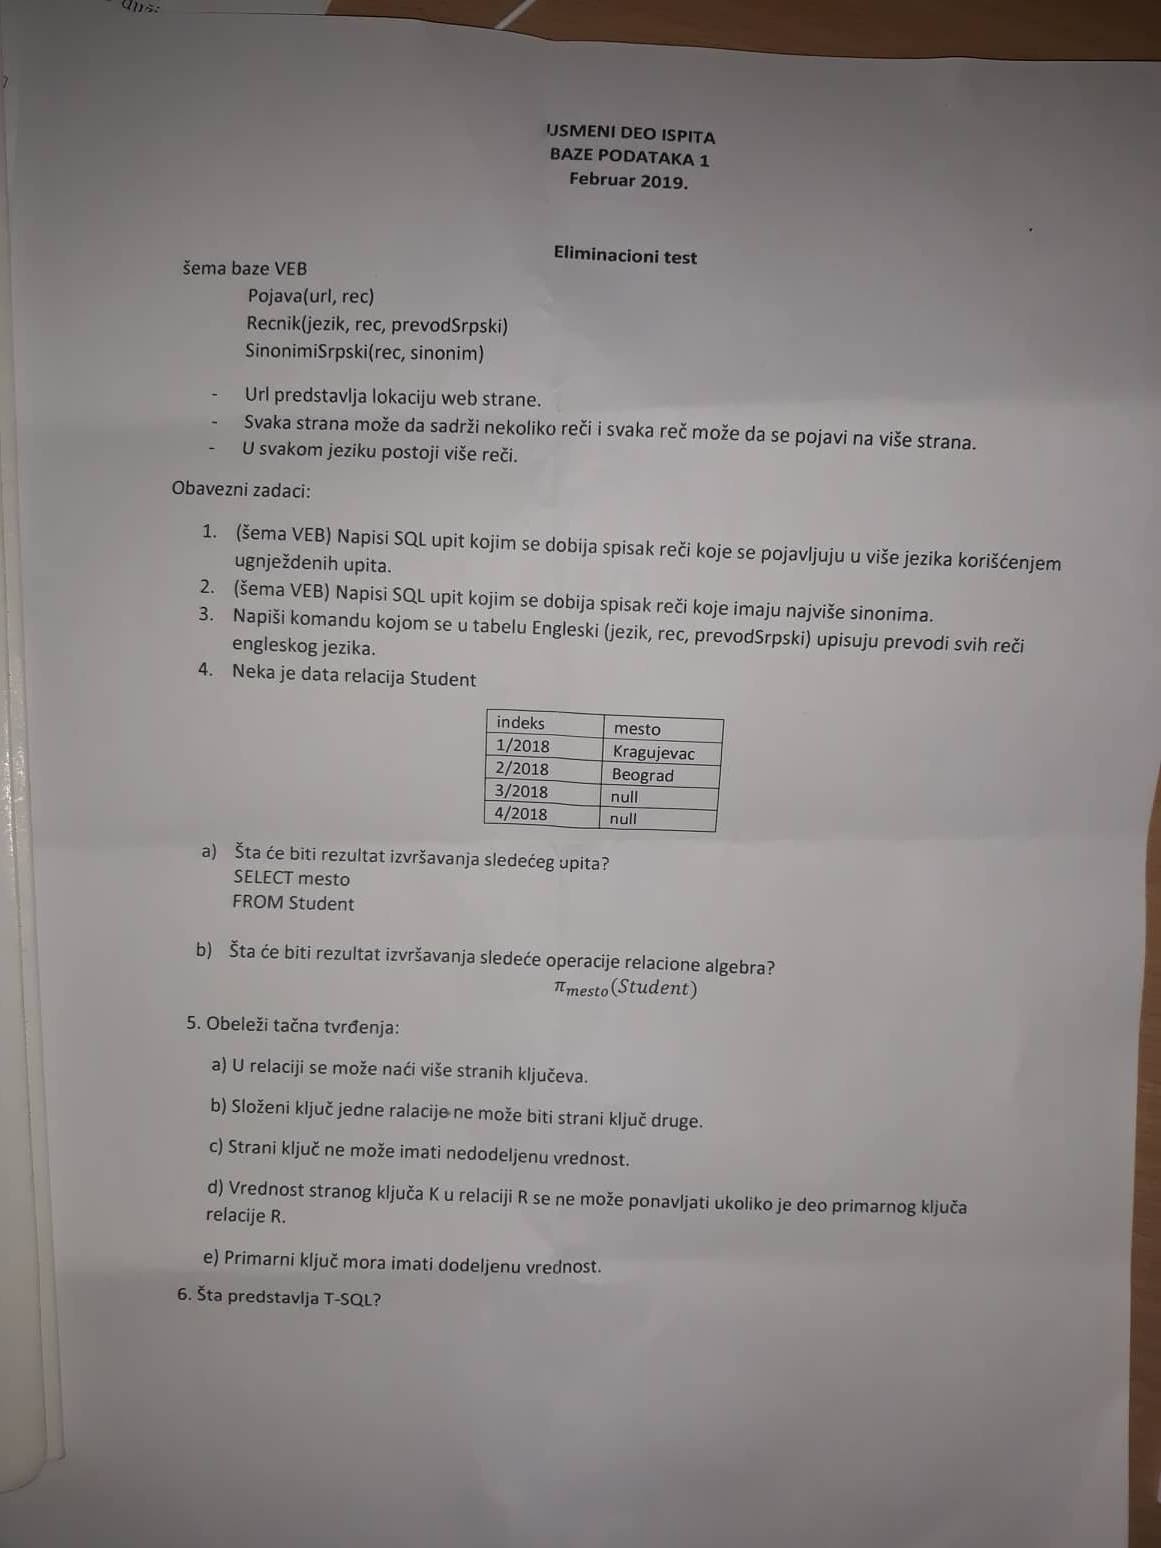 USMENI DEO ISPITA
BAZE PODATAKA 1
Februar 2019.
Eliminacioni test
šema baze VEB
Pojava(url, rec)
Recnik(jezik, rec, prevodSrpski)
SinonimiSrpski(rec, sinonim)
- Url predstavlja lokaciju web strane.
- Svaka strana može da sadrži nekoliko reči i svaka reč može da se pojavi na više strana.
- U svakom jeziku postoji više reči.
Obavezni zadaci:
1. (šema VEB) Napisi SQL upit kojim se dobija spisak reči koje se pojavljuju u više jezika korišćenjem
ugnježdenih upita.
2. (šema VEB) Napisi SQL upit kojim se dobija spisak reči koje imaju najviše sinonima.
3. Napiši komandu kojom se u tabelu Engleski (jezik, rec, prevodSrpski) upisuju prevodi svih reči
engleskog jezika.
4. Neka je data relacija Student
indeks mesto
1/2018 Kragujevac
2/2018 Beograd
3/2018 null
4/2018 null
a) Šta će biti rezultat izvršavanja sledećeg upita?
SELECT mesto
FROM Student
b) Šta će biti rezultat izvršavanja sledeće operacije relacione algebra?
π_mesto(Student)
5. Obeleži tačna tvrđenja:
a) U relaciji se može naći više stranih ključeva.
b) Složeni ključ jedne ralacije ne može biti strani ključ druge.
c) Strani ključ ne može imati nedodeljenu vrednost.
d) Vrednost stranog ključa K u relaciji R se ne može ponavljati ukoliko je deo primarnog ključa
relacije R.
e) Primarni ključ mora imati dodeljenu vrednost.
6. Šta predstavlja T-SQL?